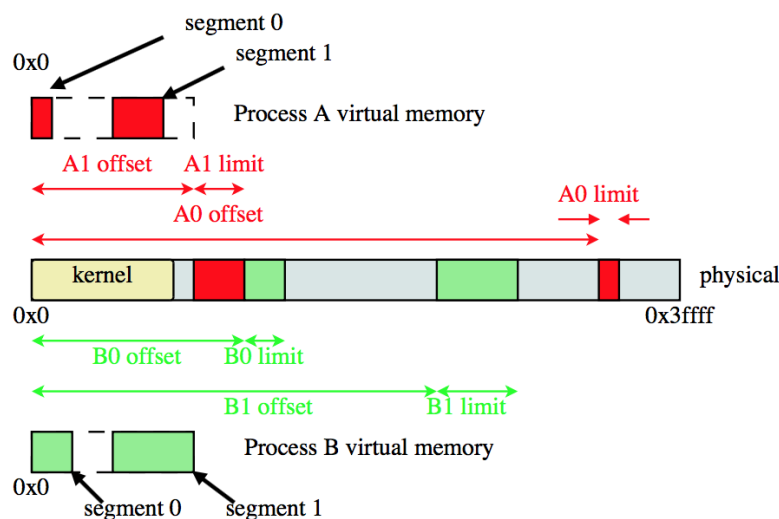 segment 0
0x0
segment 1
Process A virtual memory
A1 offset
A1 limit
A0 offset
A0 limit
kernel
physical
0x0
0x3ffff
B0 offset
B0 limit
B1 offset
B1 limit
Process B virtual memory
0x0
segment 0
segment 1